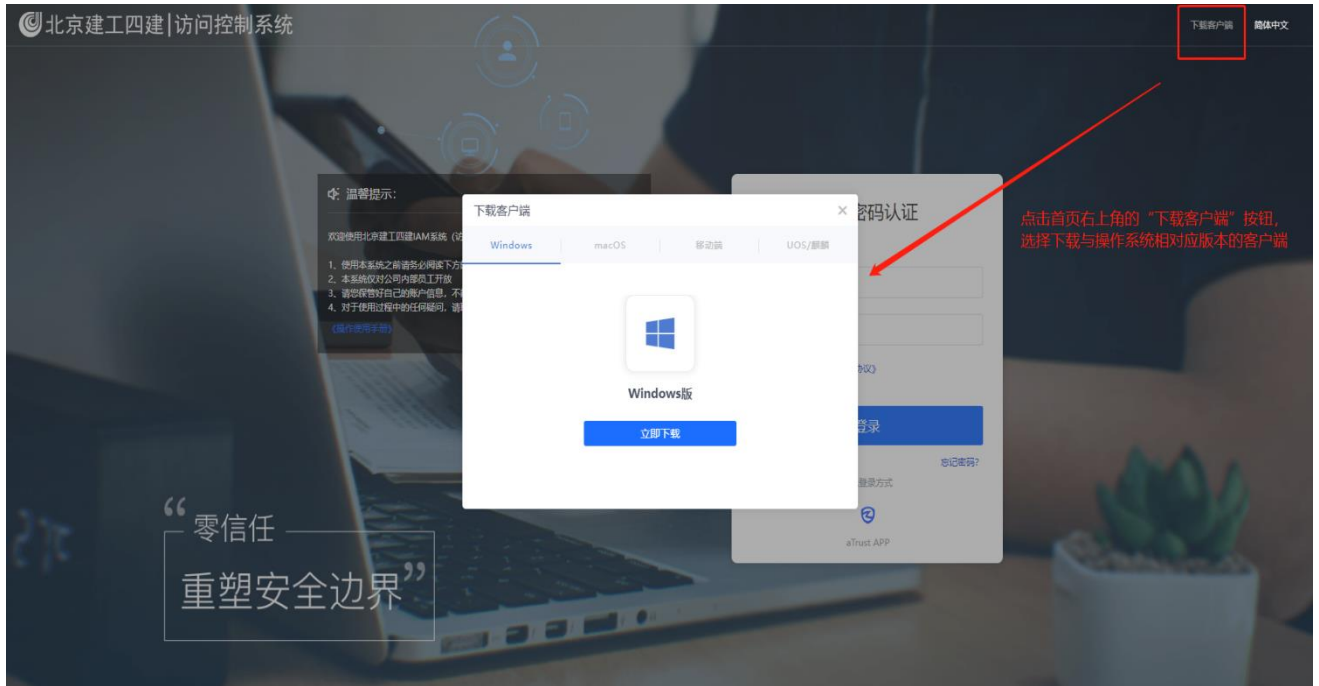 北京建工四建|访问控制系统
下载客户端
简体中文
温馨提示:
欢迎使用北京建工四建IAM系统 (访
1、使用本系统之前请务必阅读下方
2、本系统仅对公司内部员工开放
3、请您保管好自己的账户信息,不
4、对于使用过程中的任何疑问,请
《操作使用手册》
下载客户端
×
Windows
macOS
移动端
UOS/麒麟
Windows版
立即下载
密码认证
协议》
登录
忘记密码?
登录方式
aTrust APP
点击首页右上角的“下载客户端”按钮,
选择下载与操作系统相对应版本的客户端
“零信任
重塑安全边界”